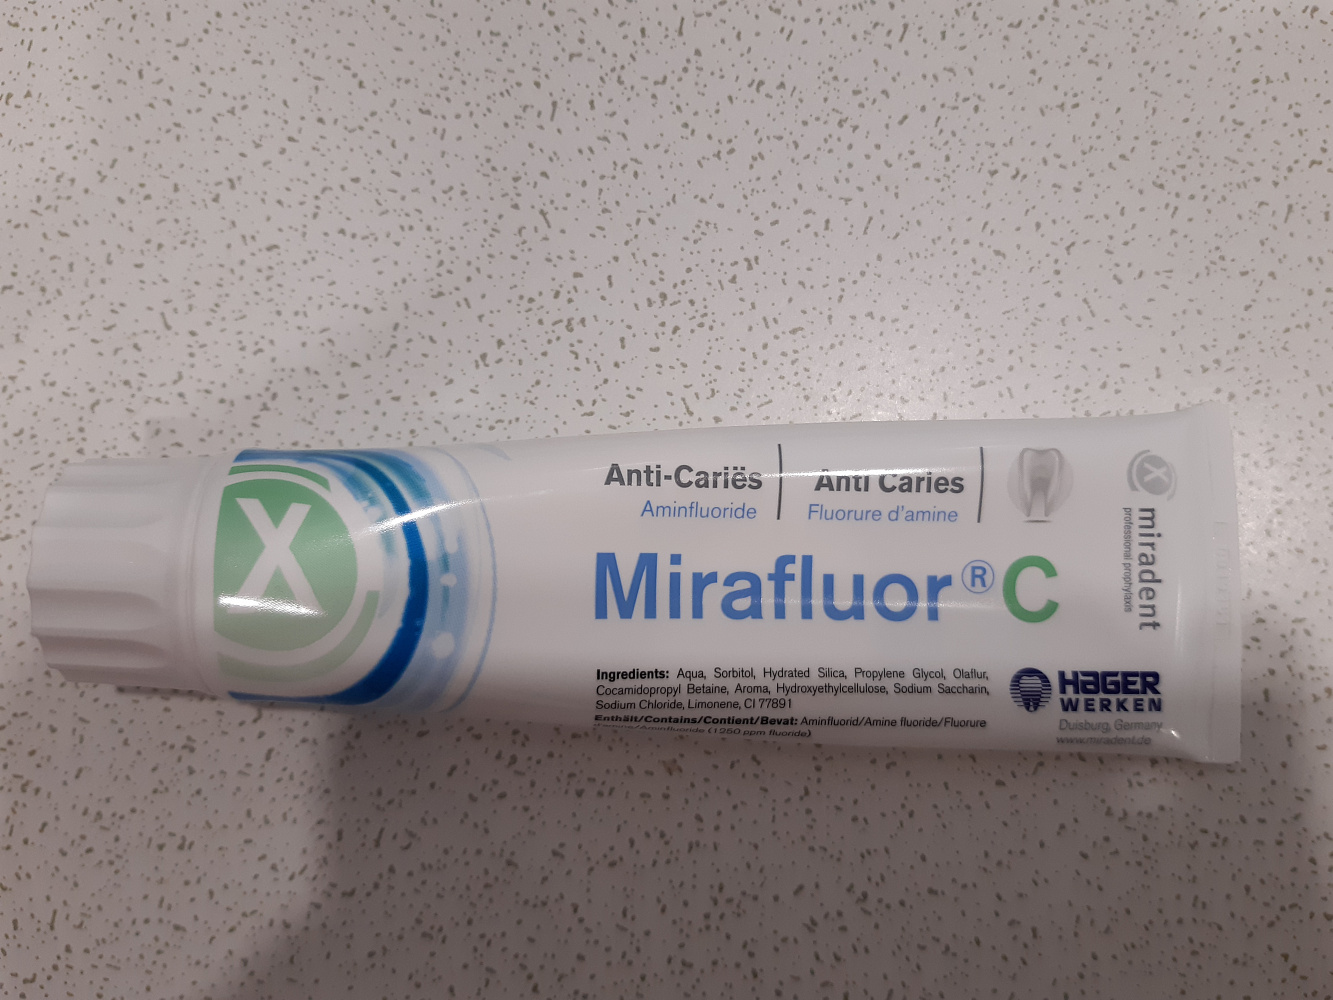 X
Anti-Cariës
Aminfluoride
Anti Caries
Fluorure d'amine
Mirafluor® C
Ingredients: Aqua, Sorbitol, Hydrated Silica, Propylene Glycol, Olaflur,
Cocamidopropyl Betaine, Aroma, Hydroxyethylcellulose, Sodium Saccharin,
Sodium Chloride, Limonene, CI 77891
Enthält/Contains/Contient/Bevat: Aminfluorid/Amine fluoride/Fluorure
d'amine/Aminfluoride (1250 ppm fluoride)
HAGER
WERKEN
Duisburg, Germany
www.miradent.de
X
miradent
professional prophylaxis